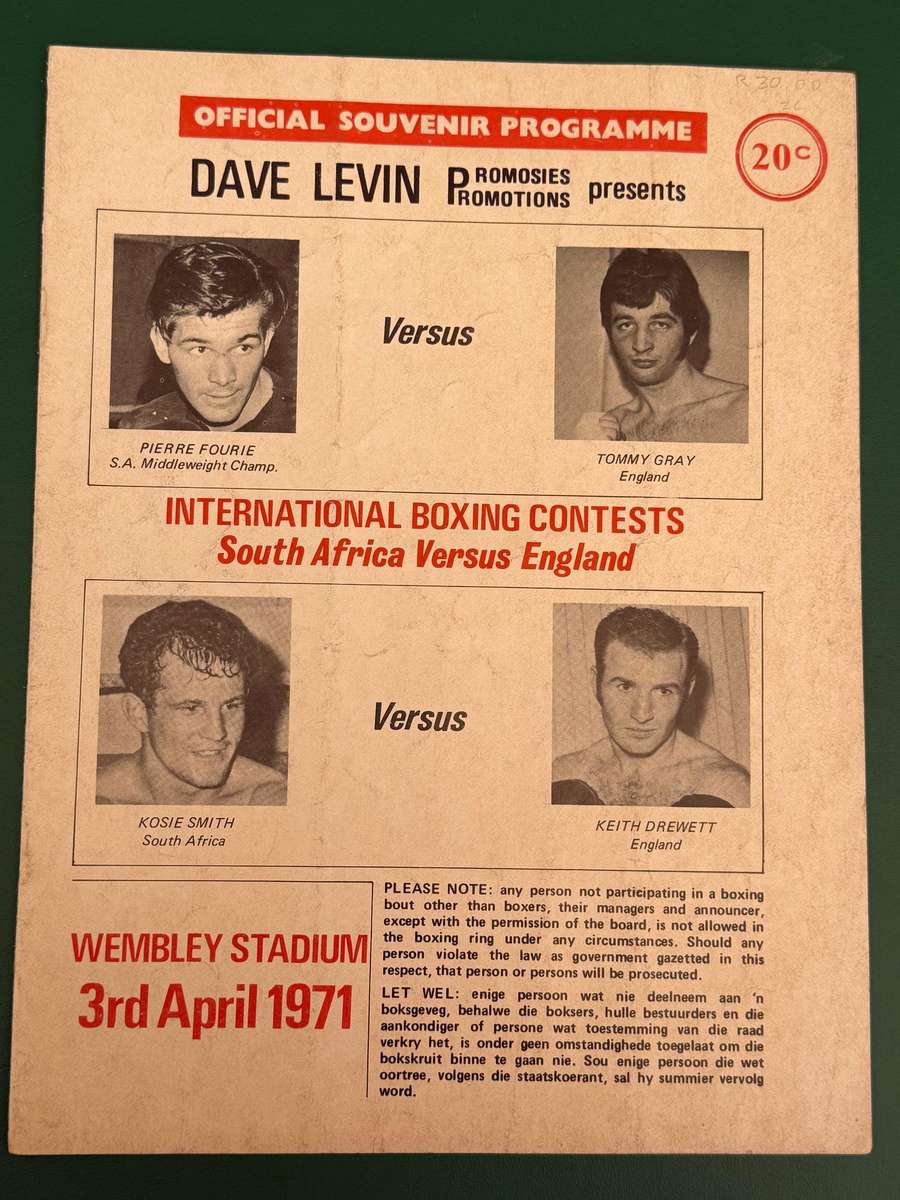 R 30.00
OFFICIAL SOUVENIR PROGRAMME
20c
DAVE LEVIN PROMOSIES PROMOTIONS presents
Versus
PIERRE FOURIE
S.A. Middleweight Champ.
TOMMY GRAY
England
INTERNATIONAL BOXING CONTESTS
South Africa Versus England
Versus
KOSIE SMITH
South Africa
KEITH DREWETT
England
WEMBLEY STADIUM
3rd April 1971
PLEASE NOTE: any person not participating in a boxing
bout other than boxers, their managers and announcer,
except with the permission of the board, is not allowed in
the boxing ring under any circumstances. Should any
person violate the law as government gazetted in this
respect, that person or persons will be prosecuted.
LET WEL: enige persoon wat nie deelneem aan 'n
boksgeveg, behalwe die boksers, hulle bestuurders en die
aankondiger of persone wat toestemming van die raad
verkry het, is onder geen omstandighede toegelaat om die
bokskruit binne te gaan nie. Sou enige persoon die wet
oortree, volgens die staatskoerant, sal hy summier vervolg
word.